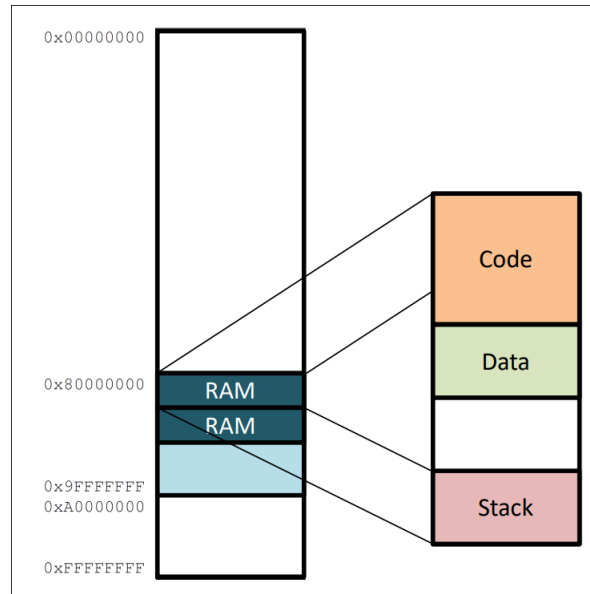 0x00000000
Code
Data
0x80000000
RAM
RAM
0x9FFFFFFF
0xA0000000
Stack
0xFFFFFFFF